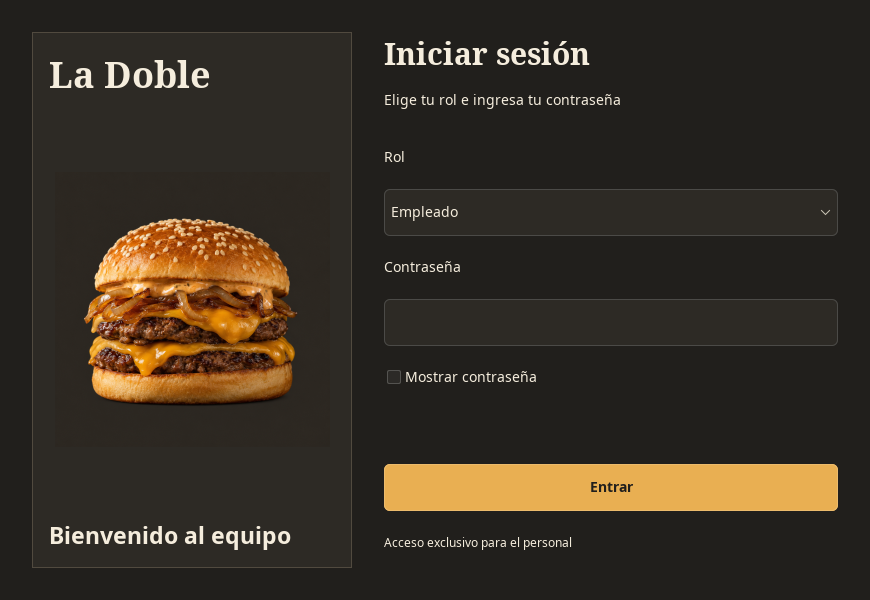 La Doble
Bienvenido al equipo
Iniciar sesión
Elige tu rol e ingresa tu contraseña
Rol
Empleado
Contraseña
Mostrar contraseña
Entrar
Acceso exclusivo para el personal